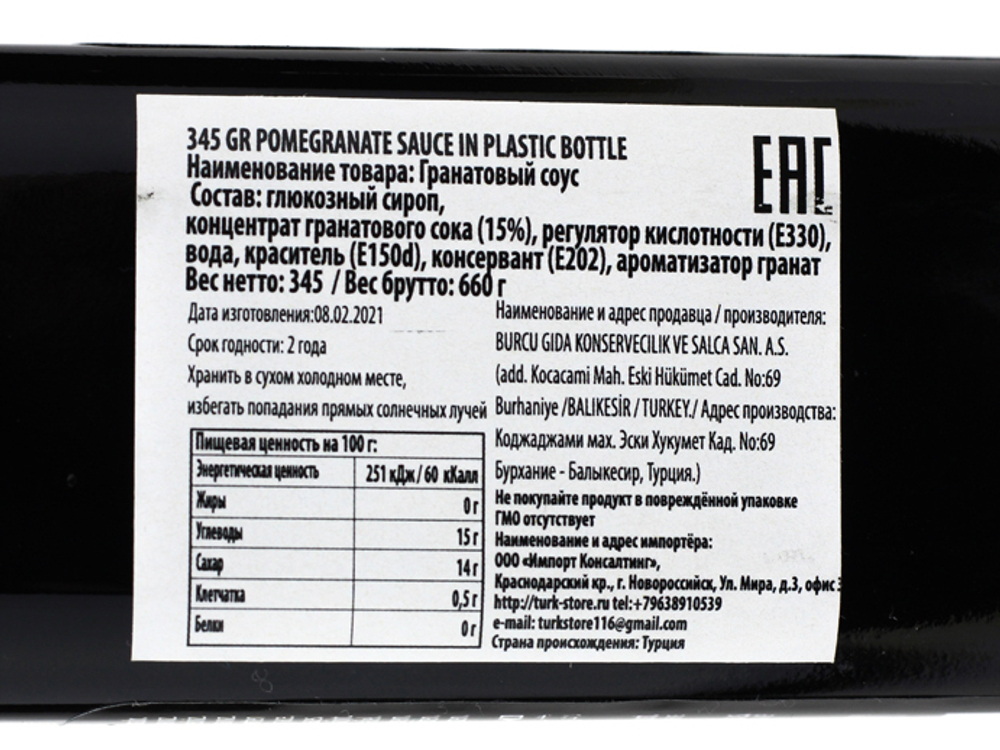 345 GR POMEGRANATE SAUCE IN PLASTIC BOTTLE
EAC
Наименование товара: Гранатовый соус
Состав: глюкозный сироп,
концентрат гранатового сока (15%), регулятор кислотности (E330),
вода, краситель (E150d), консервант (E202), ароматизатор гранат
Вес нетто: 345 / Вес брутто: 660 г
Дата изготовления:08.02.2021
Срок годности: 2 года
Хранить в сухом холодном месте,
избегать попадания прямых солнечных лучей
Пищевая ценность на 100 г:
Энергетическая ценность 251 кДж / 60 кКалл
Жиры 0 г
Углеводы 15 г
Сахар 14 г
Клетчатка 0,5 г
Белки 0 г
Наименование и адрес продавца / производителя:
BURCU GIDA KONSERVECILIK VE SALCA SAN. A.S.
(add. Kocacami Mah. Eski Hükümet Cad. No:69
Burhaniye /BALIKESİR / TURKEY./ Адрес производства:
Коджаджами мах. Эски Хукумет Кад. No:69
Бурхание - Балыкесир, Турция.)
Не покупайте продукт в повреждённой упаковке
ГМО отсутствует
Наименование и адрес импортёра:
ООО «Импорт Консалтинг»,
Краснодарский кр., г. Новороссийск, Ул. Мира, д.3, офис
http://turk-store.ru tel:+79638910539
e-mail: turkstore116@gmail.com
Страна происхождения: Турция